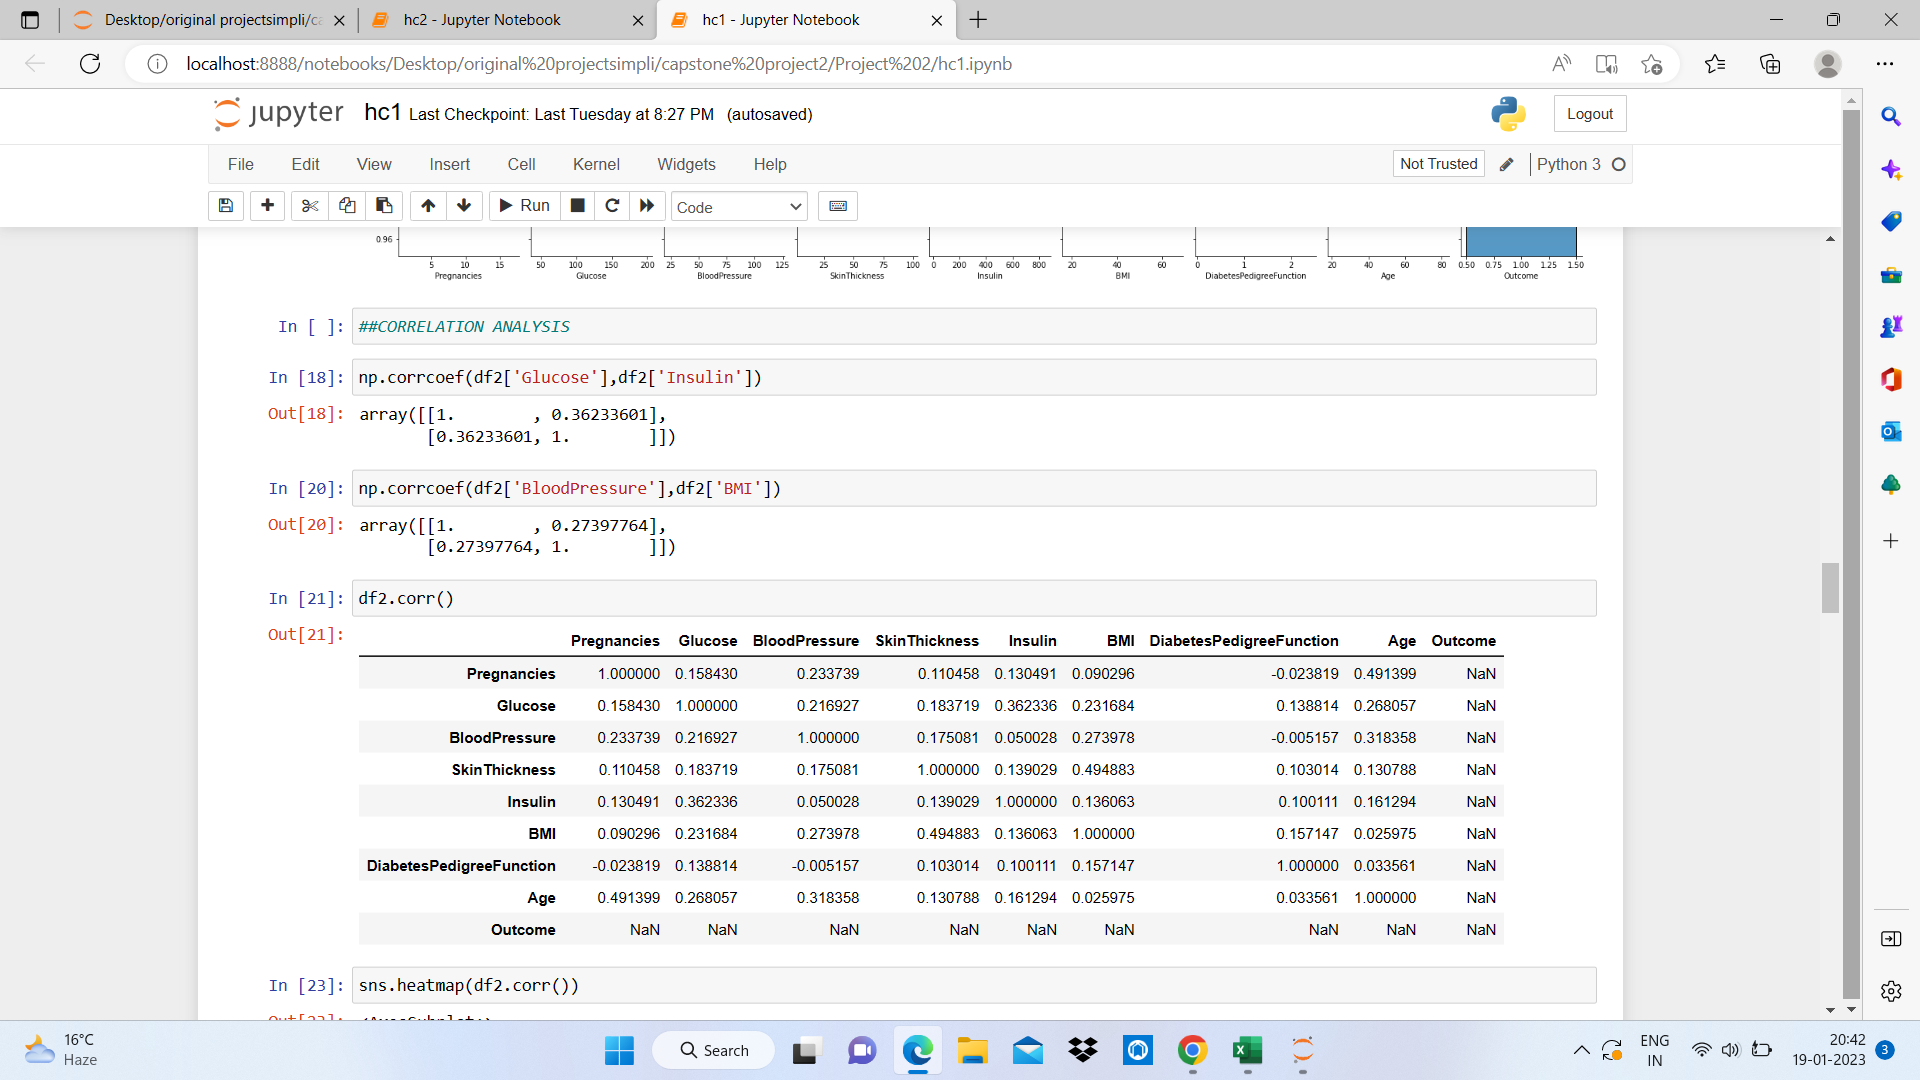 Desktop/original projectsimpli/ca
hc2 - Jupyter Notebook
hc1 - Jupyter Notebook
localhost:8888/notebooks/Desktop/original%20projectsimpli/capstone%20project2/Project%202/hc1.ipynb
jupyter hc1 Last Checkpoint: Last Tuesday at 8:27 PM (autosaved)
Logout
File Edit View Insert Cell Kernel Widgets Help
Not Trusted Python 3
Run Code
0.96
5 10 15 50 100 150 200 25 50 75 100 125 25 50 75 100 0 200 400 600 800 20 40 60 0 1 2 20 40 60 80 0.50 0.75 1.00 1.25 1.50
Pregnancies Glucose BloodPressure SkinThickness Insulin BMI DiabetesPedigreeFunction Age Outcome
In [ ]: ##CORRELATION ANALYSIS
In [18]: np.corrcoef(df2['Glucose'],df2['Insulin'])
Out[18]: array([[1.        , 0.36233601],
[0.36233601, 1.        ]])
In [20]: np.corrcoef(df2['BloodPressure'],df2['BMI'])
Out[20]: array([[1.        , 0.27397764],
[0.27397764, 1.        ]])
In [21]: df2.corr()
Out[21]:
Pregnancies Glucose BloodPressure SkinThickness Insulin BMI DiabetesPedigreeFunction Age Outcome
Pregnancies 1.000000 0.158430 0.233739 0.110458 0.130491 0.090296 -0.023819 0.491399 NaN
Glucose 0.158430 1.000000 0.216927 0.183719 0.362336 0.231684 0.138814 0.268057 NaN
BloodPressure 0.233739 0.216927 1.000000 0.175081 0.050028 0.273978 -0.005157 0.318358 NaN
SkinThickness 0.110458 0.183719 0.175081 1.000000 0.139029 0.494883 0.103014 0.130788 NaN
Insulin 0.130491 0.362336 0.050028 0.139029 1.000000 0.136063 0.100111 0.161294 NaN
BMI 0.090296 0.231684 0.273978 0.494883 0.136063 1.000000 0.157147 0.025975 NaN
DiabetesPedigreeFunction -0.023819 0.138814 -0.005157 0.103014 0.100111 0.157147 1.000000 0.033561 NaN
Age 0.491399 0.268057 0.318358 0.130788 0.161294 0.025975 0.033561 1.000000 NaN
Outcome NaN NaN NaN NaN NaN NaN NaN NaN NaN
In [23]: sns.heatmap(df2.corr())
16°C
Haze
Search
ENG
IN
20:42
19-01-2023
3